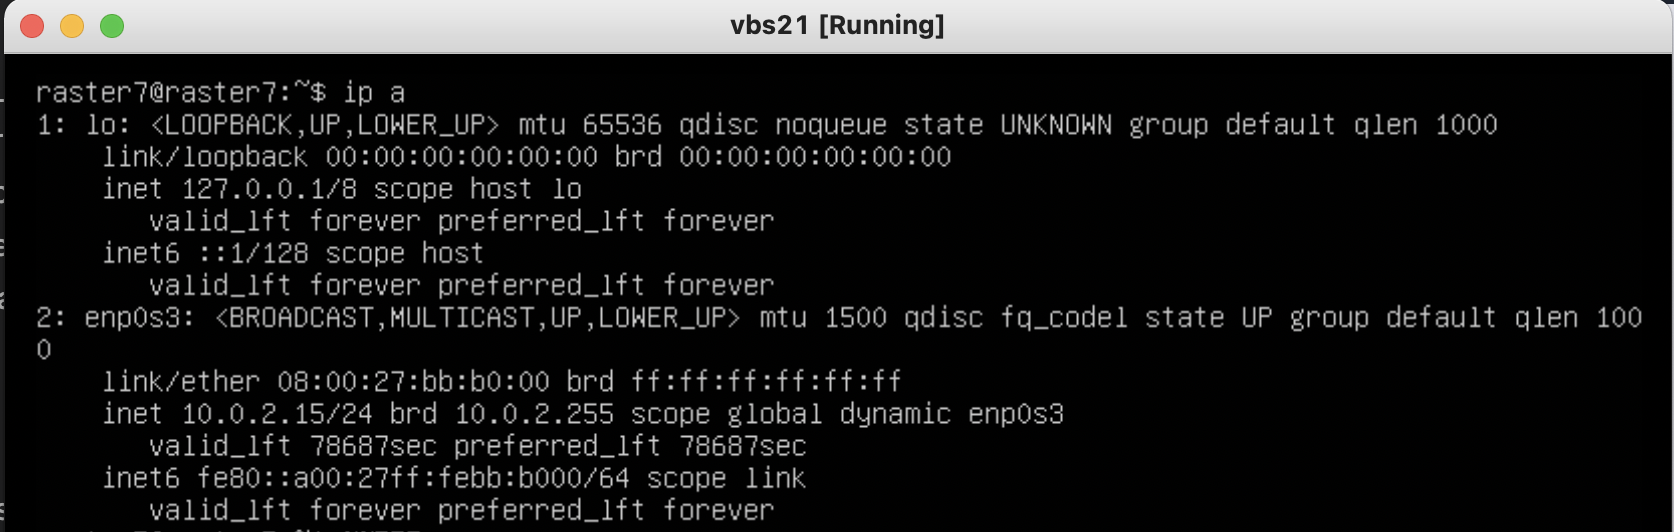 vbs21 [Running]
raster7@raster7:~$ ip a
1: lo: <LOOPBACK,UP,LOWER_UP> mtu 65536 qdisc noqueue state UNKNOWN group default qlen 1000
link/loopback 00:00:00:00:00:00 brd 00:00:00:00:00:00
inet 127.0.0.1/8 scope host lo
valid_lft forever preferred_lft forever
inet6 ::1/128 scope host
valid_lft forever preferred_lft forever
2: enp0s3: <BROADCAST,MULTICAST,UP,LOWER_UP> mtu 1500 qdisc fq_codel state UP group default qlen 100
0
link/ether 08:00:27:bb:b0:00 brd ff:ff:ff:ff:ff:ff
inet 10.0.2.15/24 brd 10.0.2.255 scope global dynamic enp0s3
valid_lft 78687sec preferred_lft 78687sec
inet6 fe80::a00:27ff:febb:b000/64 scope link
valid_lft forever preferred_lft forever